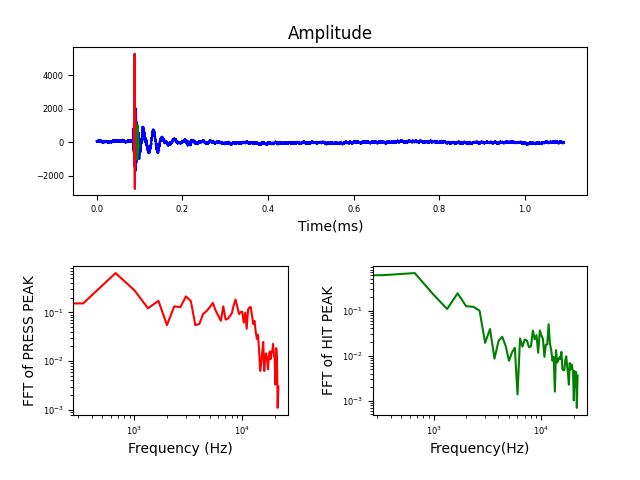 Amplitude
4000
2000
0
−2000
0.0 0.2 0.4 0.6 0.8 1.0
Time(ms)
FFT of PRESS PEAK
10⁻¹
10⁻²
10⁻³
10³ 10⁴
Frequency (Hz)
FFT of HIT PEAK
10⁻¹
10⁻²
10⁻³
10³ 10⁴
Frequency(Hz)